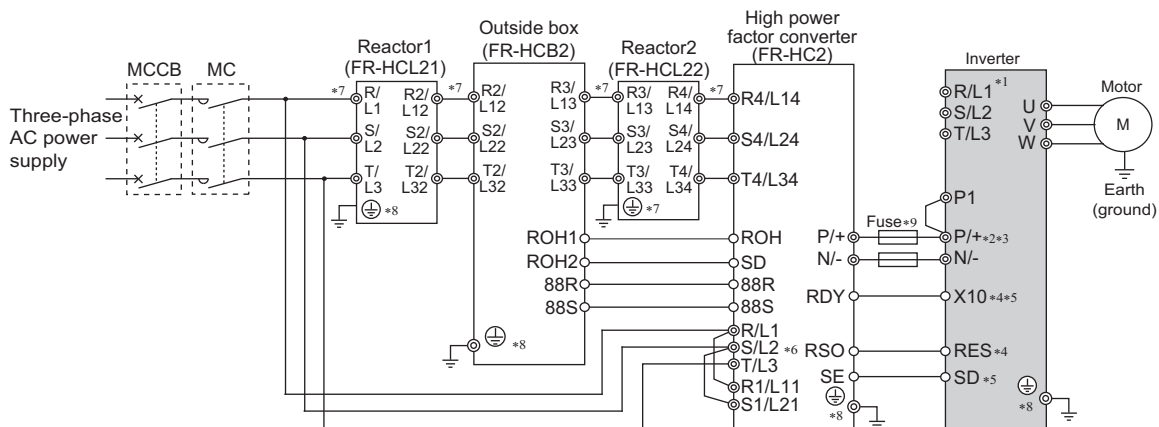 High power
factor converter
(FR-HC2)
Outside box
(FR-HCB2)
Reactor1
(FR-HCL21)
Reactor2
(FR-HCL22)
Inverter
MCCB
MC
Motor
Three-phase
AC power
supply
*7
R/
L1
R2/
L12
*7
R2/
L12
R3/
L13
*7
R3/
L13
R4/
L14
*7
R4/L14
S/
L2
S2/
L22
S2/
L22
S3/
L23
S3/
L23
S4/
L24
S4/L24
T/
L3
T2/
L32
T2/
L32
T3/
L33
T3/
L33
T4/
L34
T4/L34
*8
*7
R/L1 *1
S/L2
T/L3
U
V
W
M
Earth
(ground)
P1
Fuse*9
P/+
P/+*2*3
N/-
N/-
ROH1
ROH
ROH2
SD
88R
88R
88S
88S
RDY
X10*4*5
*8
R/L1
S/L2 *6
T/L3
R1/L11
S1/L21
RSO
RES*4
SE
SD*5
*8
*8